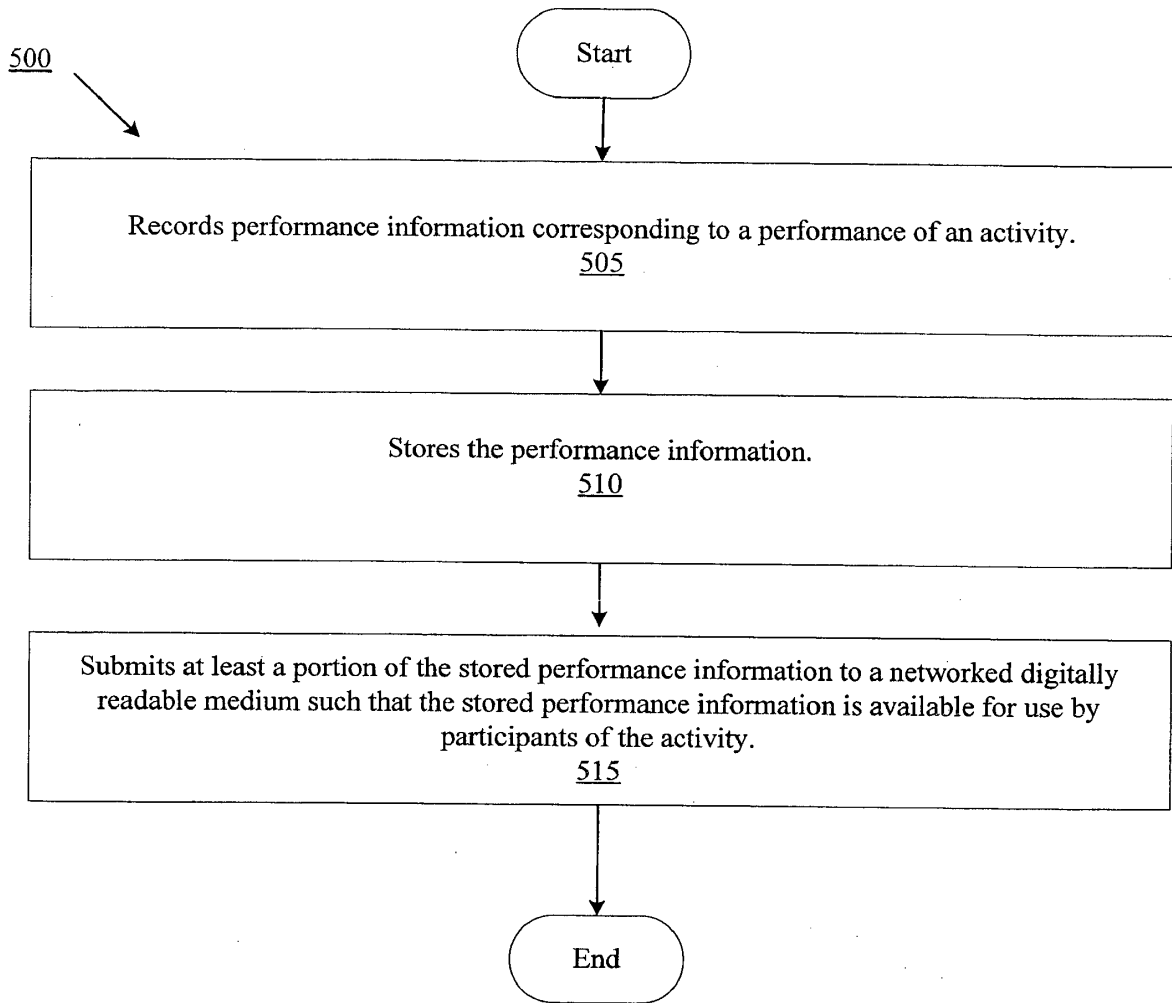 Start
500
Records performance information corresponding to a performance of an activity.
505
Stores the performance information.
510
Submits at least a portion of the stored performance information to a networked digitally
readable medium such that the stored performance information is available for use by
participants of the activity.
515
End